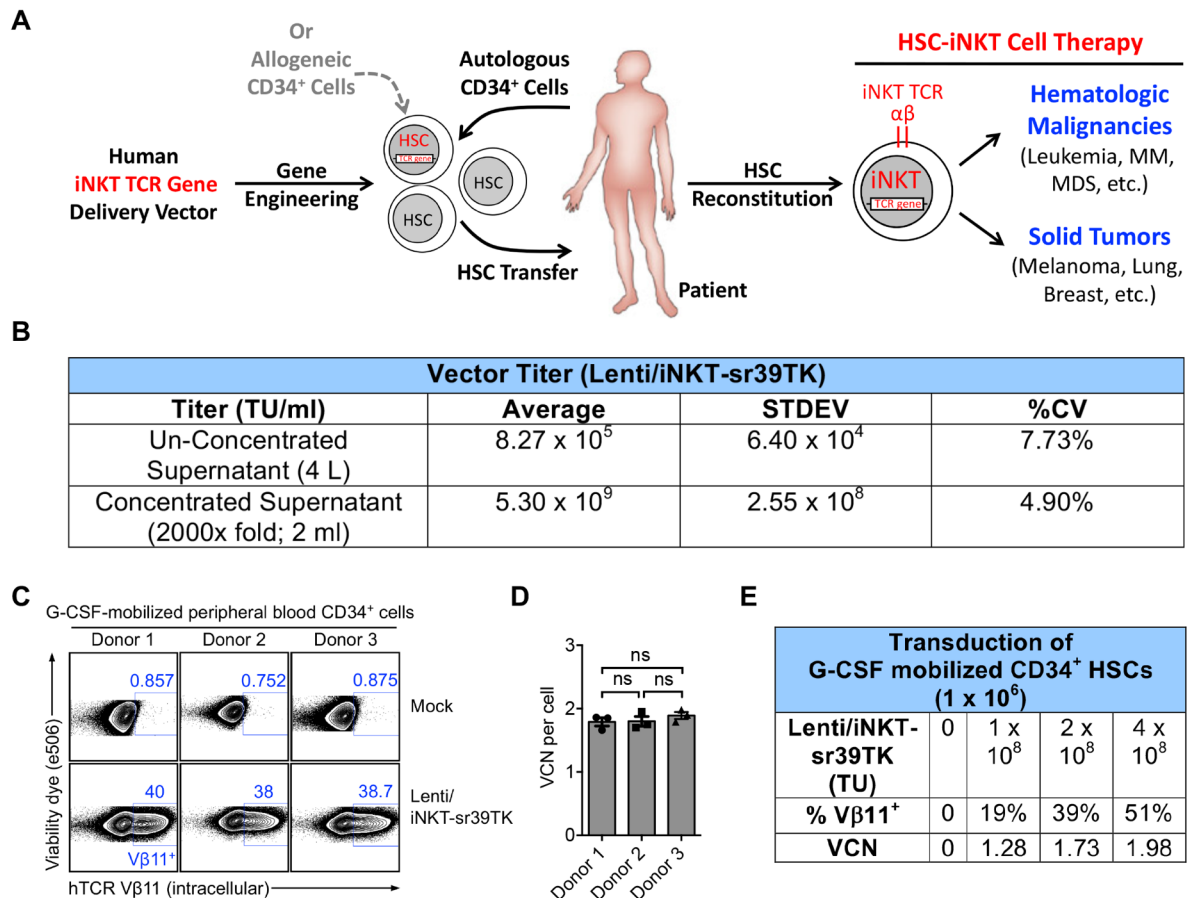 A
Or
Allogeneic
CD34⁺ Cells
Autologous
CD34⁺ Cells
Human
iNKT TCR Gene
Delivery Vector
Gene
Engineering
HSC
TCR gene
HSC
HSC
HSC Transfer
Patient
HSC
Reconstitution
HSC-iNKT Cell Therapy
iNKT TCR
αβ
iNKT
TCR gene
Hematologic
Malignancies
(Leukemia, MM,
MDS, etc.)
Solid Tumors
(Melanoma, Lung,
Breast, etc.)
B
Vector Titer (Lenti/iNKT-sr39TK)
Titer (TU/ml) Average STDEV %CV
Un-Concentrated
Supernatant (4 L) 8.27 x 10⁵ 6.40 x 10⁴ 7.73%
Concentrated Supernatant
(2000x fold; 2 ml) 5.30 x 10⁹ 2.55 x 10⁸ 4.90%
C
G-CSF-mobilized peripheral blood CD34⁺ cells
Donor 1 Donor 2 Donor 3
0.857 0.752 0.875
Mock
40 38 38.7
Lenti/
iNKT-sr39TK
Vβ11⁺
Viability dye (e506)
hTCR Vβ11 (intracellular)
D
VCN per cell
3
2
1
0
ns
ns ns
Donor 1
Donor 2
Donor 3
E
Transduction of
G-CSF mobilized CD34⁺ HSCs
(1 x 10⁶)
Lenti/iNKT-
sr39TK
(TU) 0 1 x 10⁸ 2 x 10⁸ 4 x 10⁸
% Vβ11⁺ 0 19% 39% 51%
VCN 0 1.28 1.73 1.98